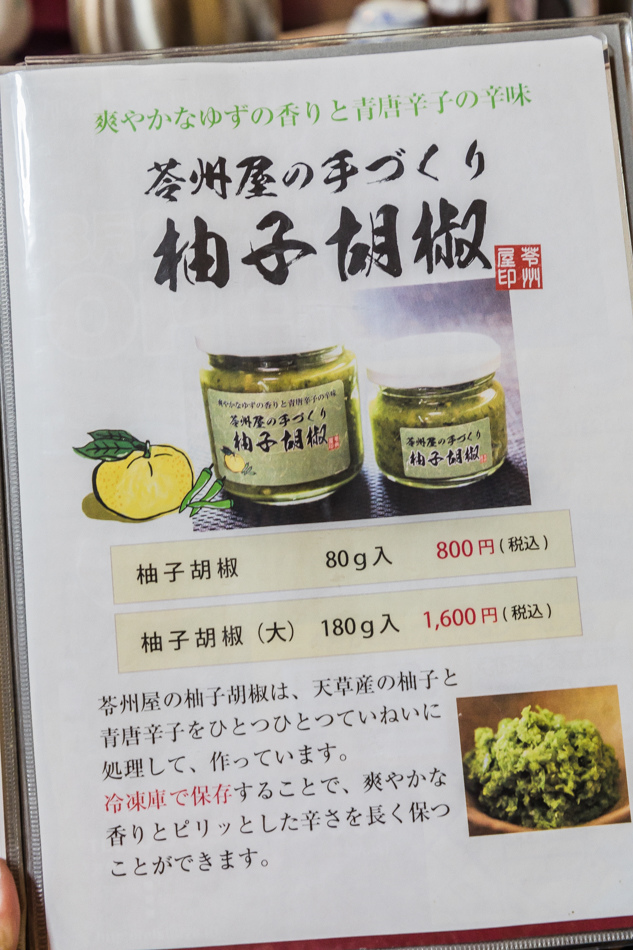 爽やかなゆずの香りと青唐辛子の辛味
苓州屋の手づくり
柚子胡椒
苓州
屋印
爽やかなゆずの香りと青唐辛子の辛味
苓州屋の手づくり
柚子胡椒
苓州屋の手づくり
柚子胡椒
柚子胡椒 80g入 800円(税込)
柚子胡椒（大） 180g入 1,600円(税込)
苓州屋の柚子胡椒は、天草産の柚子と
青唐辛子をひとつひとつていねいに
処理して、作っています。
冷凍庫で保存することで、爽やかな
香りとピリッとした辛さを長く保つ
ことができます。